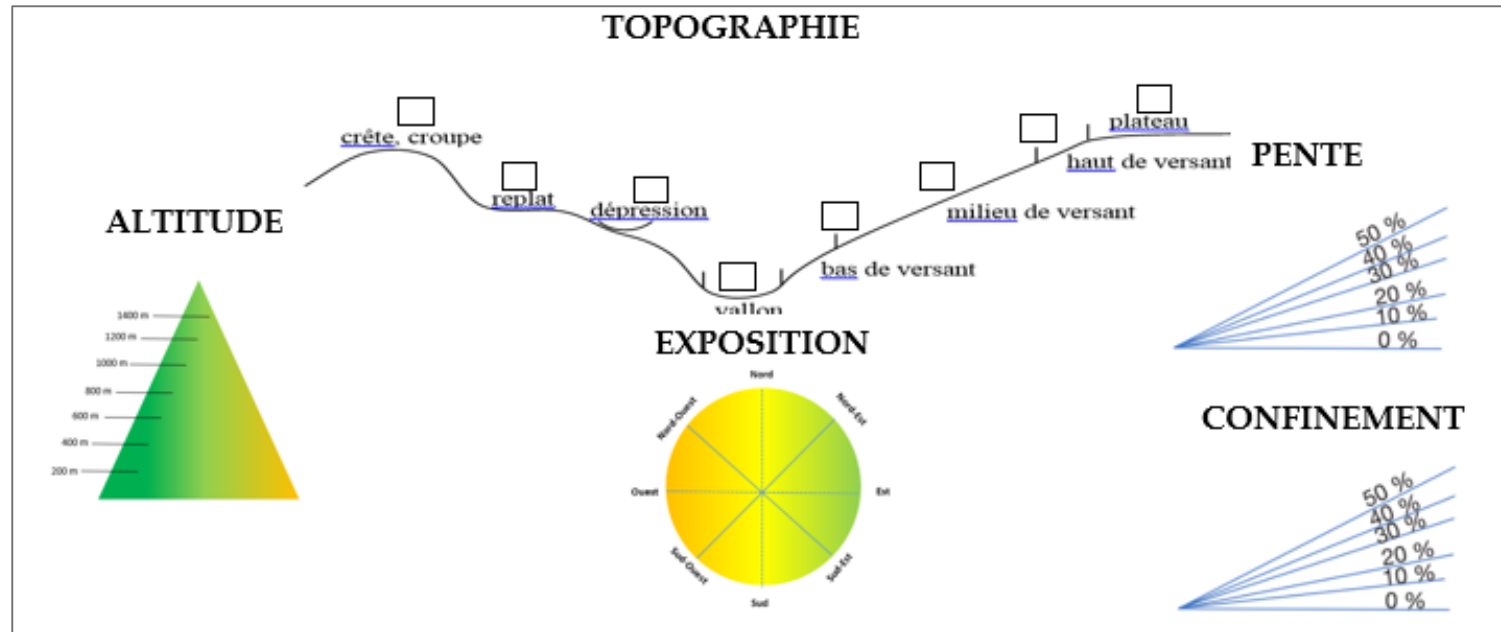 TOPOGRAPHIE
crête, croupe
plateau
haut de versant
replat
dépression
milieu de versant
bas de versant
vallon
PENTE
50 %
40 %
30 %
20 %
10 %
0 %
ALTITUDE
1400 m
1200 m
1000 m
800 m
600 m
400 m
200 m
EXPOSITION
Nord
Nord-Ouest
Nord-Est
Ouest
Est
Sud-Ouest
Sud-Est
Sud
CONFINEMENT
50 %
40 %
30 %
20 %
10 %
0 %